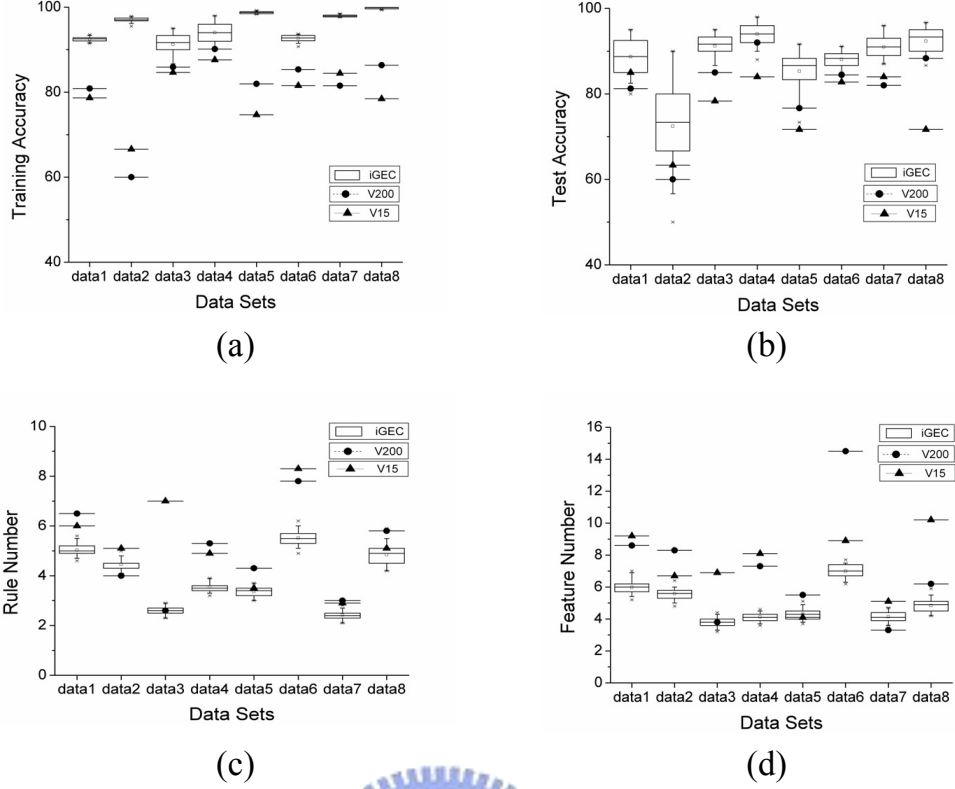 100
80
60
40
Training Accuracy
iGEC
V200
V15
data1 data2 data3 data4 data5 data6 data7 data8
Data Sets
(a)
100
80
60
40
Test Accuracy
iGEC
V200
V15
data1 data2 data3 data4 data5 data6 data7 data8
Data Sets
(b)
10
8
6
4
2
0
Rule Number
iGEC
V200
V15
data1 data2 data3 data4 data5 data6 data7 data8
Data Sets
(c)
16
14
12
10
8
6
4
2
0
Feature Number
iGEC
V200
V15
data1 data2 data3 data4 data5 data6 data7 data8
Data Sets
(d)